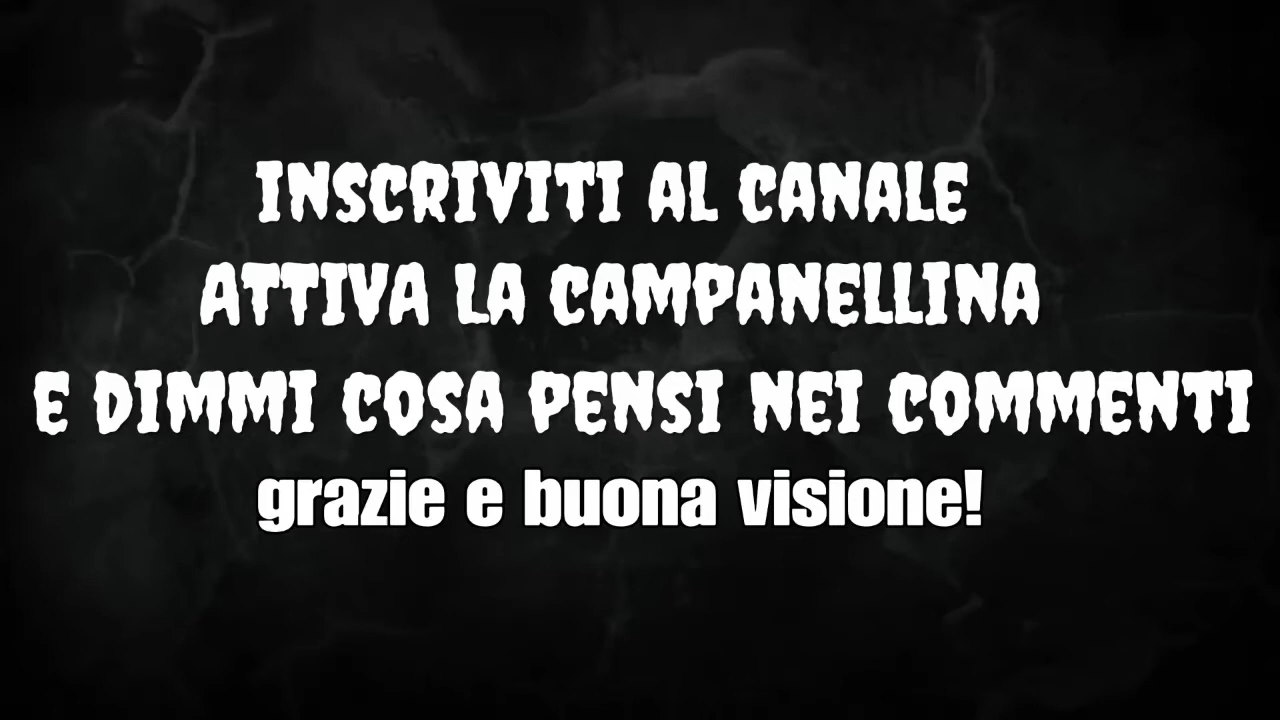 INSCRIVITI AL CANALE
ATTIVA LA CAMPANELLINA
E DIMMI COSA PENSI NEI COMMENTI
grazie e buona visione!